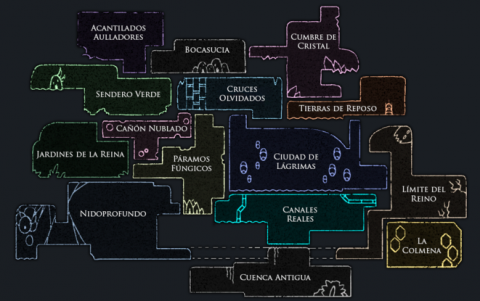 ACANTILADOS
AULLADORES
BOCASUCIA
CUMBRE DE
CRISTAL
SENDERO VERDE
CRUCES
OLVIDADOS
TIERRAS DE REPOSO
CAÑÓN NUBLADO
JARDINES DE LA REINA
PÁRAMOS
FÚNGICOS
CIUDAD DE
LÁGRIMAS
LÍMITE DEL
REINO
NIDOPROFUNDO
CANALES
REALES
LA
COLMENA
CUENCA ANTIGUA